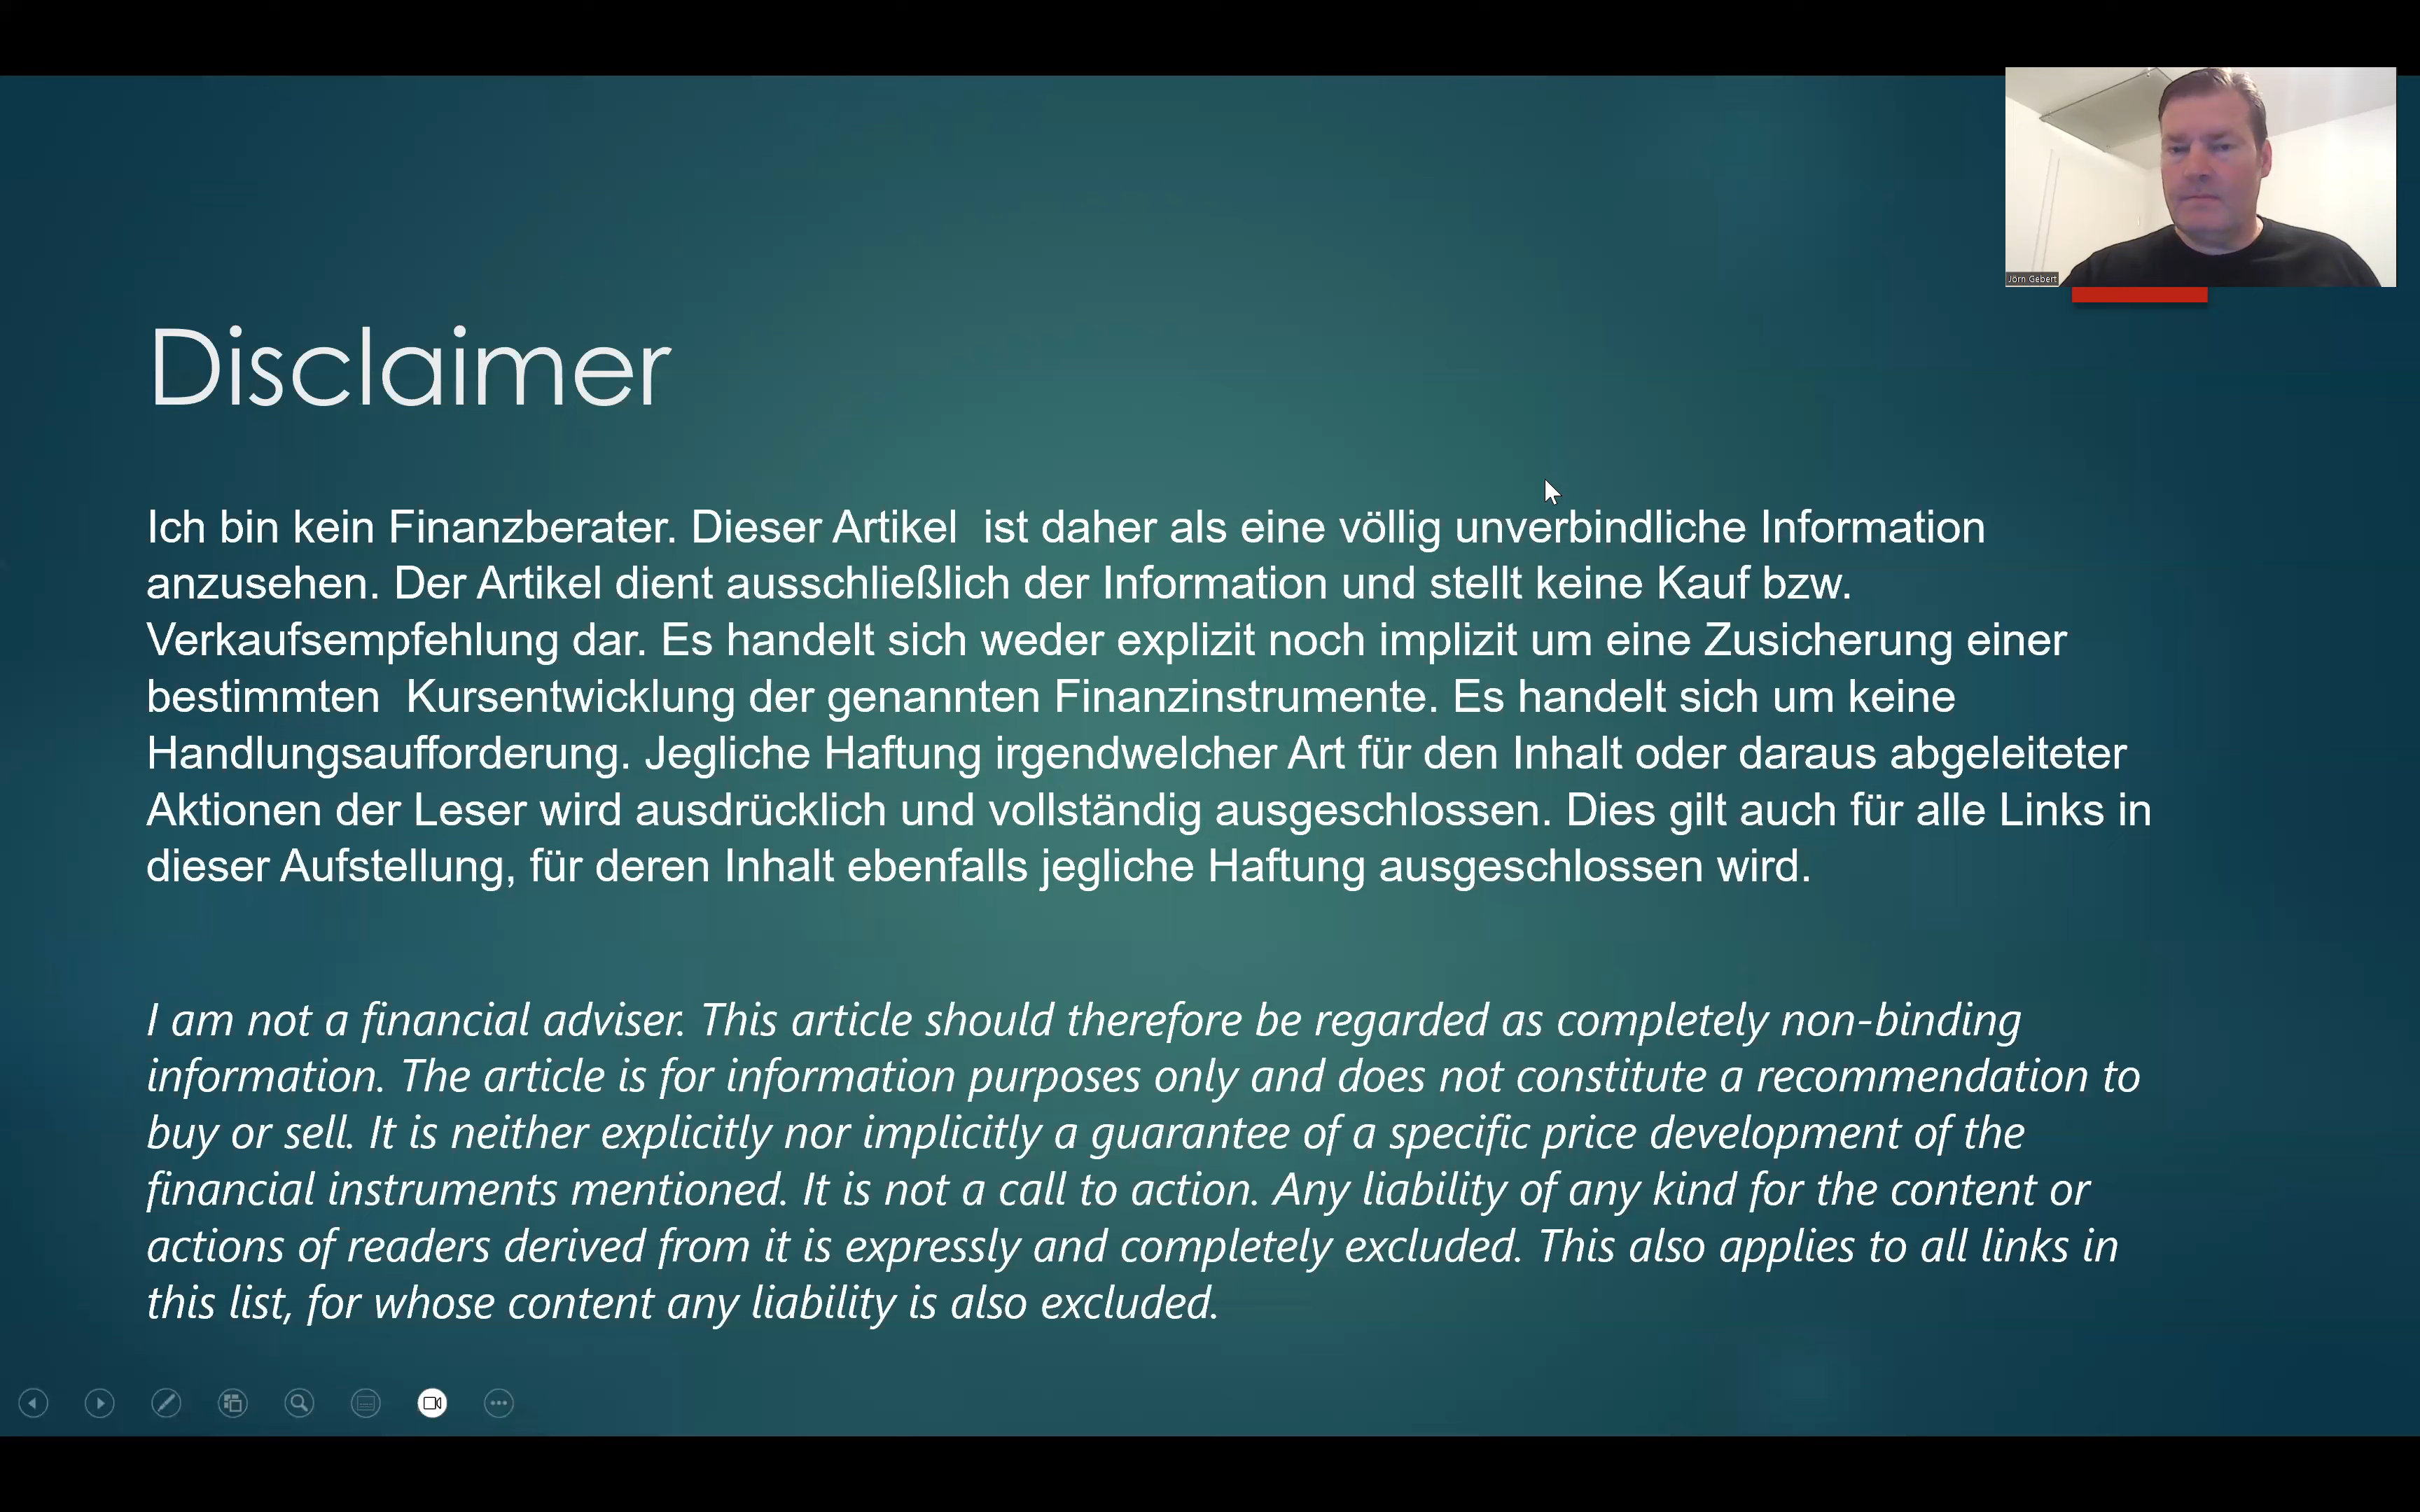 Jörn Gebert
Disclaimer
Ich bin kein Finanzberater. Dieser Artikel  ist daher als eine völlig unverbindliche Information
anzusehen. Der Artikel dient ausschließlich der Information und stellt keine Kauf bzw.
Verkaufsempfehlung dar. Es handelt sich weder explizit noch implizit um eine Zusicherung einer
bestimmten  Kursentwicklung der genannten Finanzinstrumente. Es handelt sich um keine
Handlungsaufforderung. Jegliche Haftung irgendwelcher Art für den Inhalt oder daraus abgeleiteter
Aktionen der Leser wird ausdrücklich und vollständig ausgeschlossen. Dies gilt auch für alle Links in
dieser Aufstellung, für deren Inhalt ebenfalls jegliche Haftung ausgeschlossen wird.
I am not a financial adviser. This article should therefore be regarded as completely non-binding
information. The article is for information purposes only and does not constitute a recommendation to
buy or sell. It is neither explicitly nor implicitly a guarantee of a specific price development of the
financial instruments mentioned. It is not a call to action. Any liability of any kind for the content or
actions of readers derived from it is expressly and completely excluded. This also applies to all links in
this list, for whose content any liability is also excluded.